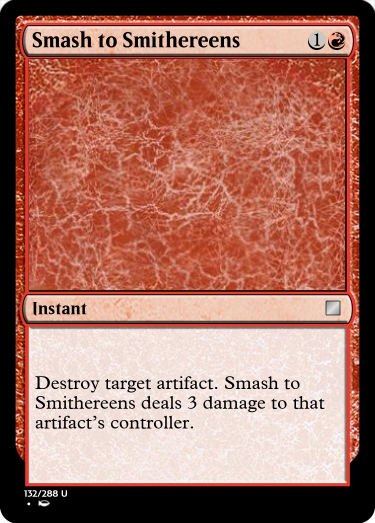 Smash to Smithereens 1
Instant
Destroy target artifact. Smash to
Smithereens deals 3 damage to that
artifact's controller.
132/288 U